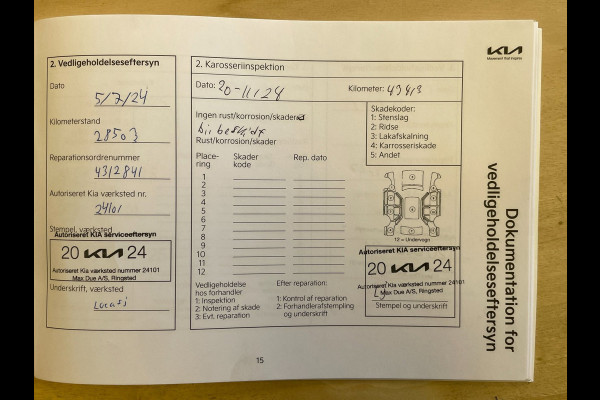 KIA
Dokumentation for
vedligeholdelseseftersyn
2. Vedligeholdelseseftersyn
Dato
5/7/24
Kilometerstand
28503
Reparationsordrenummer
4312841
Autoriseret Kia værksted nr.
24101
Stempel, værksted
Autoriseret KIA serviceeftersyn
20 KIA 24
Autoriseret Kia værksted nummer 24101
Max Due A/S, Ringsted
Underskrift, værksted
2. Karosseriinspektion
Dato: 20-11/24
Kilometer: 43413
Ingen rust/korrosion/skader
Rust/korrosion/skader
Place-
ring
Skader
kode
Rep. dato
1
2
3
4
5
6
7
8
9
10
11
12
Skadekoder:
1: Stenslag
2: Ridse
3: Lakafskalning
4: Karrosseriskade
5: Andet
12 = Undervogn
Autoriseret KIA serviceeftersyn
20 KIA 24
Autoriseret Kia værksted nummer 24101
Max Due A/S, Ringsted
Stempel og underskrift
Vedligeholdelse
hos forhandler
1: Inspektion
2: Notering af skade
3: Evt. reparation
Efter reparation:
1: Kontrol af reparation
2: Forhandlerafstempling
og underskrift
15